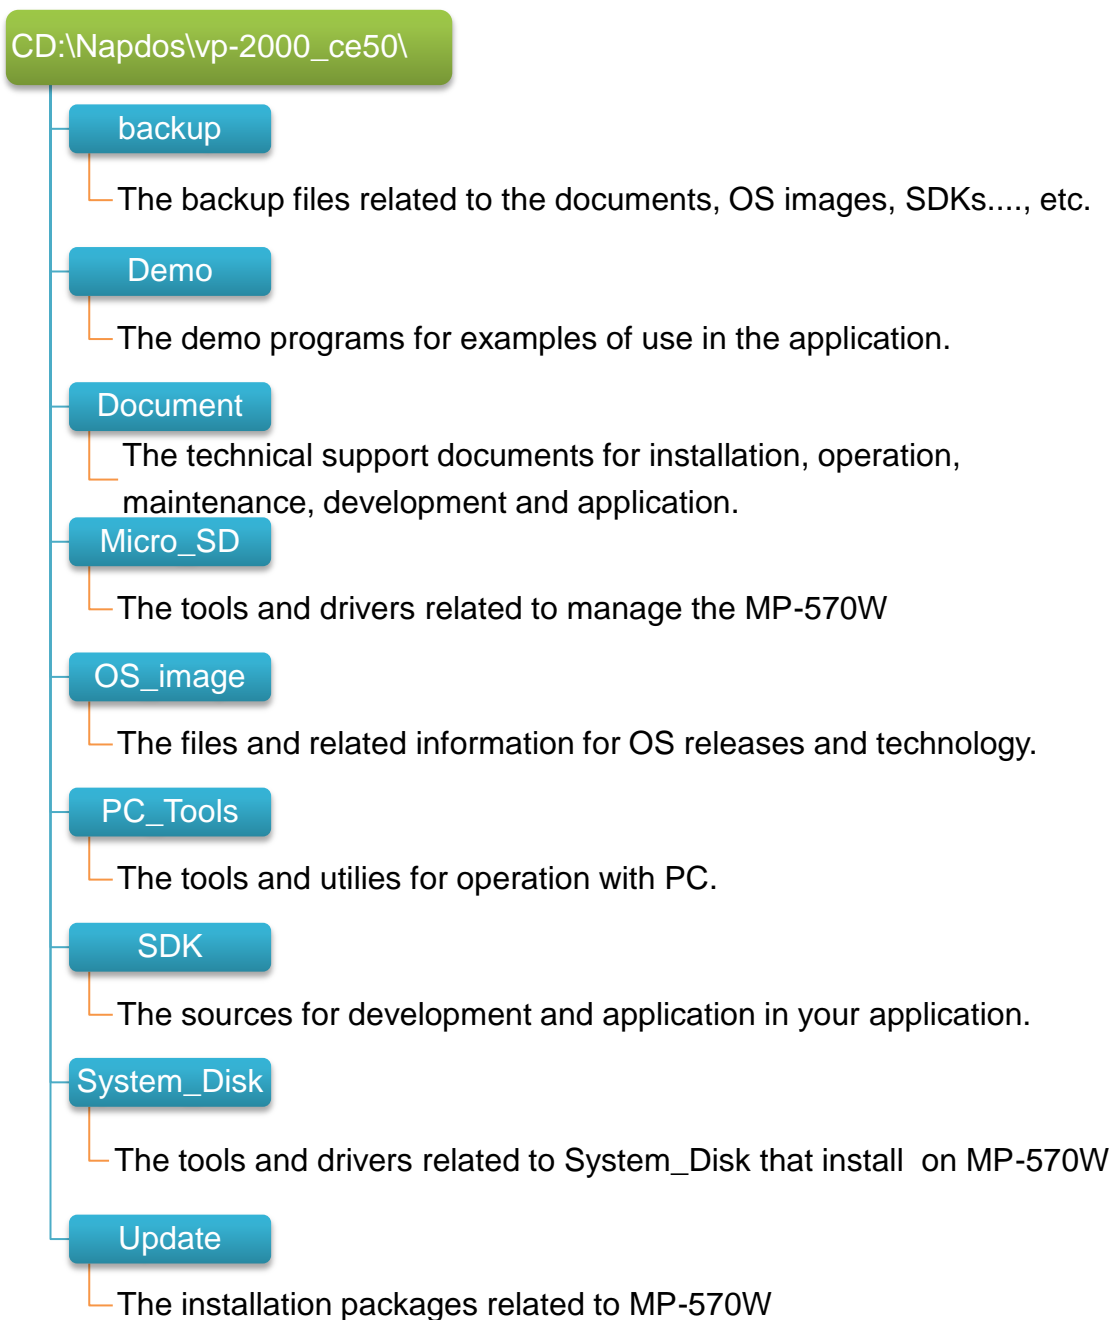 CD:\Napdos\vp-2000_ce50\
backup
The backup files related to the documents, OS images, SDKs...., etc.
Demo
The demo programs for examples of use in the application.
Document
The technical support documents for installation, operation,
maintenance, development and application.
Micro_SD
The tools and drivers related to manage the MP-570W
OS_image
The files and related information for OS releases and technology.
PC_Tools
The tools and utilies for operation with PC.
SDK
The sources for development and application in your application.
System_Disk
The tools and drivers related to System_Disk that install  on MP-570W
Update
The installation packages related to MP-570W